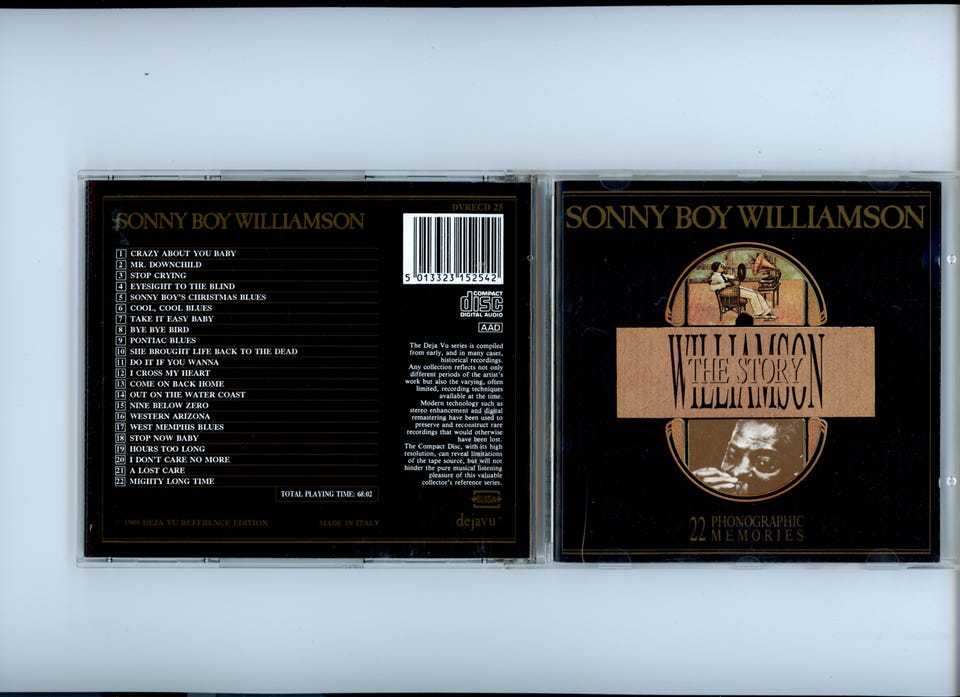 DVRECD 25
SONNY BOY WILLIAMSON
1 CRAZY ABOUT YOU BABY
2 MR. DOWNCHILD
3 STOP CRYING
4 EYESIGHT TO THE BLIND
5 SONNY BOY'S CHRISTMAS BLUES
6 COOL, COOL BLUES
7 TAKE IT EASY BABY
8 BYE BYE BIRD
9 PONTIAC BLUES
10 SHE BROUGHT LIFE BACK TO THE DEAD
11 DO IT IF YOU WANNA
12 I CROSS MY HEART
13 COME ON BACK HOME
14 OUT ON THE WATER COAST
15 NINE BELOW ZERO
16 WESTERN ARIZONA
17 WEST MEMPHIS BLUES
18 STOP NOW BABY
19 HOURS TOO LONG
20 I DON'T CARE NO MORE
21 A LOST CARE
22 MIGHTY LONG TIME
TOTAL PLAYING TIME: 68:02
© 1989 DEJA VU REFERENCE EDITION
MADE IN ITALY
5 013323 152542
COMPACT
disc
DIGITAL AUDIO
AAD
The Deja Vu series is compiled
from early, and in many cases,
historical recordings.
Any collection reflects not only
different periods of the artist's
work but also the varying, often
limited, recording techniques
available at the time.
Modern technology such as
stereo enhancement and digital
remastering have been used to
preserve and reconstruct rare
recordings that would otherwise
have been lost.
The Compact Disc, with its high
resolution, can reveal limitations
of the tape source, but will not
hinder the pure musical listening
pleasure of this valuable
collector's reference series.
SUISA
dejavu
SONNY BOY WILLIAMSON
WILLIAMSON
THE STORY
22 PHONOGRAPHIC
MEMORIES